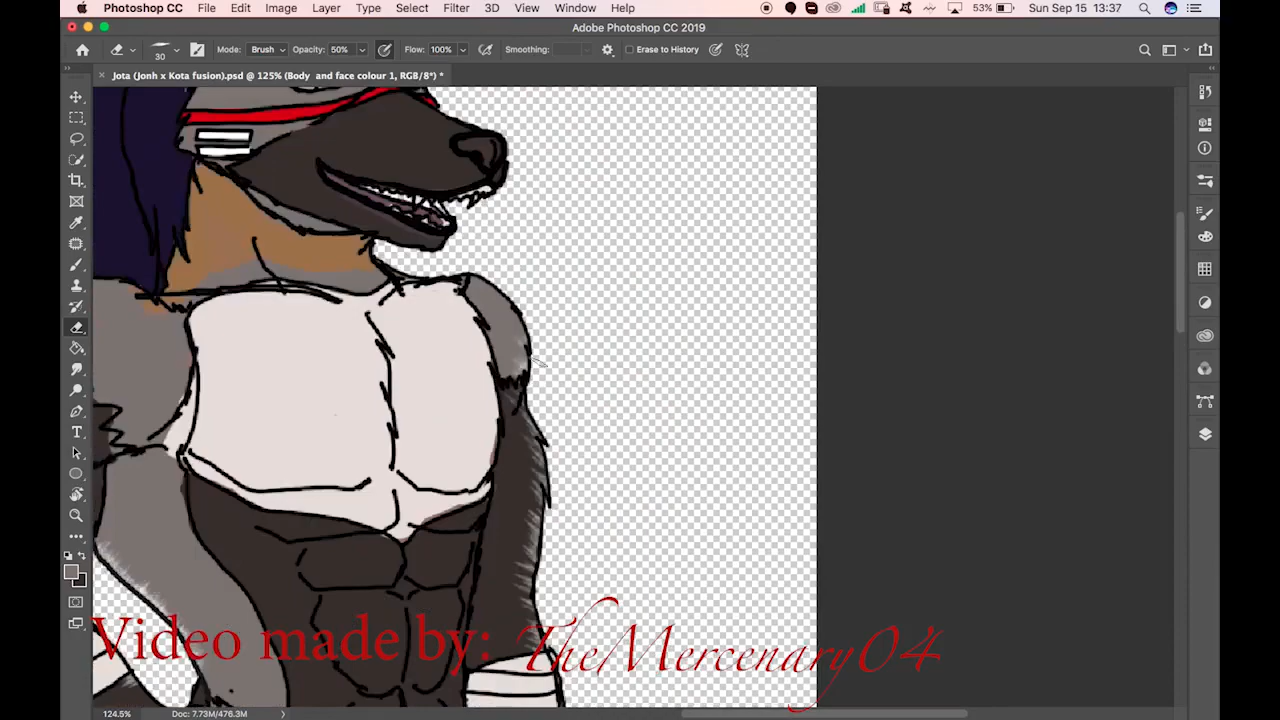 Photoshop CC File Edit Image Layer Type Select Filter 3D View Window Help 53% Sun Sep 15 13:37
Adobe Photoshop CC 2019
30 Mode: Brush Opacity: 50% Flow: 100% Smoothing: Erase to History
Jota (Jonh x Kota fusion).psd @ 125% (Body and face colour 1, RGB/8*) *
Video made by: TheMercenary04
124.5% Doc: 7.73M/476.3M